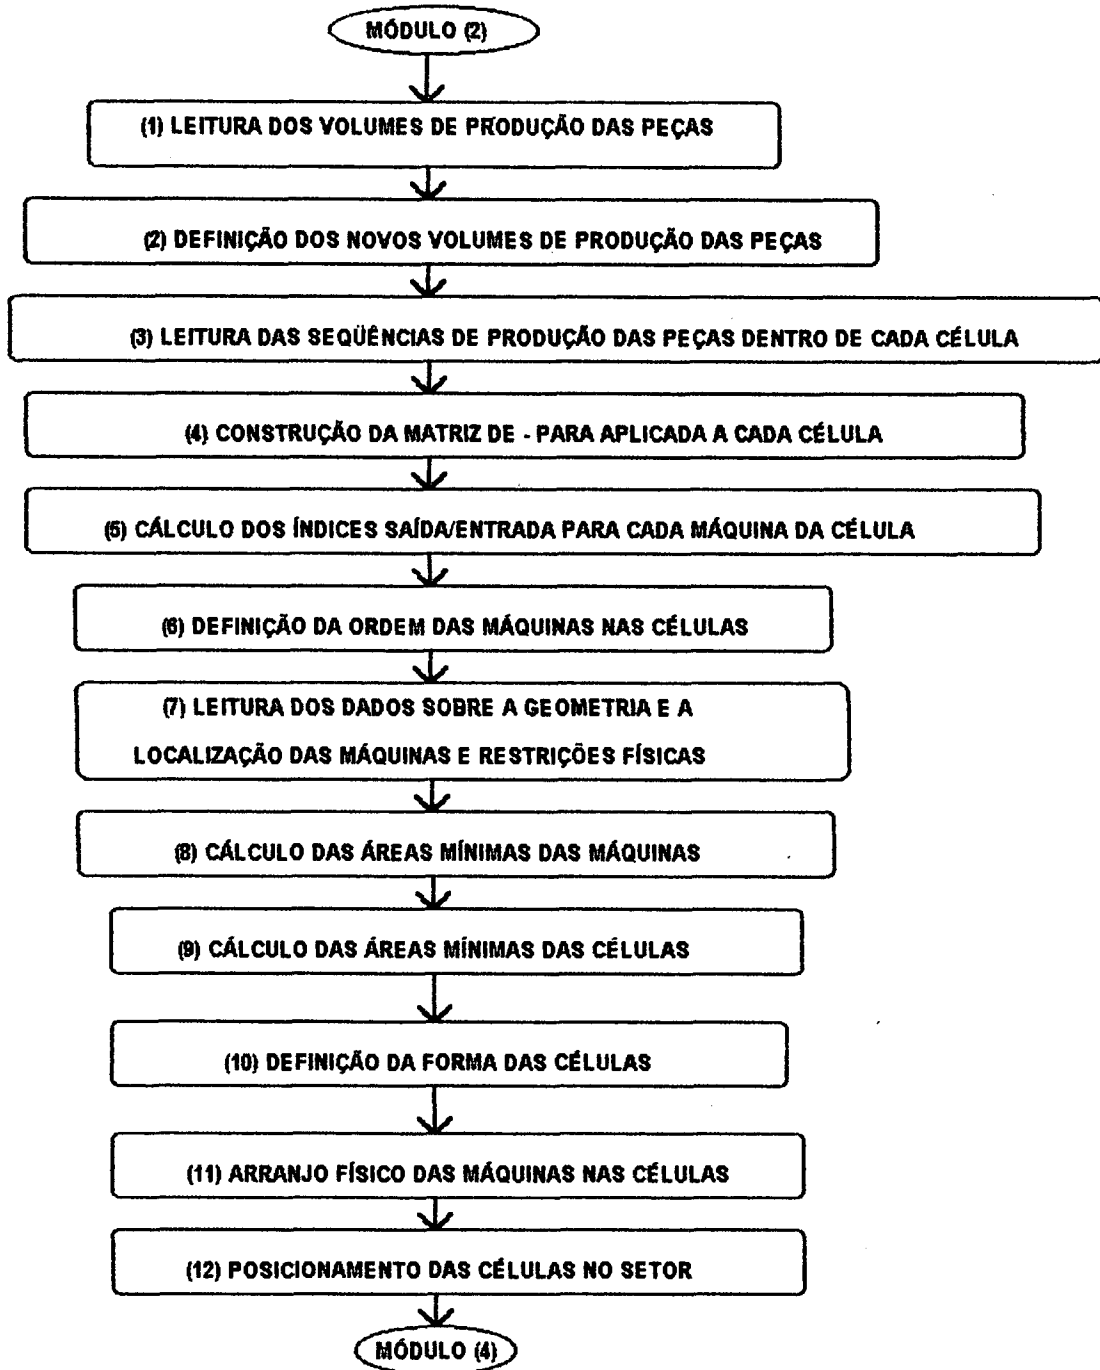 MÓDULO (2)
(1) LEITURA DOS VOLUMES DE PRODUÇÃO DAS PEÇAS
(2) DEFINIÇÃO DOS NOVOS VOLUMES DE PRODUÇÃO DAS PEÇAS
(3) LEITURA DAS SEQÜÊNCIAS DE PRODUÇÃO DAS PEÇAS DENTRO DE CADA CÉLULA
(4) CONSTRUÇÃO DA MATRIZ DE - PARA APLICADA A CADA CÉLULA
(5) CÁLCULO DOS ÍNDICES SAÍDA/ENTRADA PARA CADA MÁQUINA DA CÉLULA
(6) DEFINIÇÃO DA ORDEM DAS MÁQUINAS NAS CÉLULAS
(7) LEITURA DOS DADOS SOBRE A GEOMETRIA E A
LOCALIZAÇÃO DAS MÁQUINAS E RESTRIÇÕES FÍSICAS
(8) CÁLCULO DAS ÁREAS MÍNIMAS DAS MÁQUINAS
(9) CÁLCULO DAS ÁREAS MÍNIMAS DAS CÉLULAS
(10) DEFINIÇÃO DA FORMA DAS CÉLULAS
(11) ARRANJO FÍSICO DAS MÁQUINAS NAS CÉLULAS
(12) POSICIONAMENTO DAS CÉLULAS NO SETOR
MÓDULO (4)